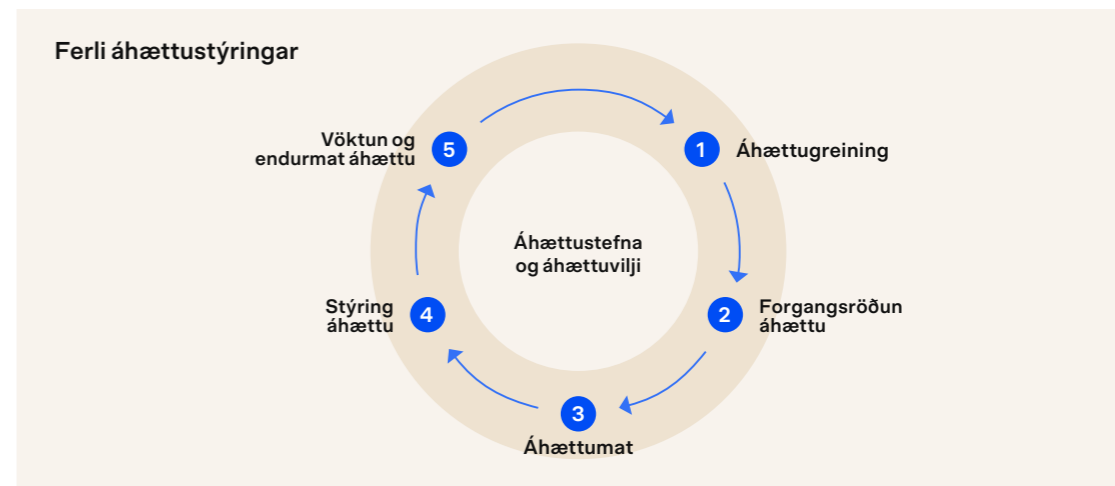 Ferli áhættustýringar
1
Áhættugreining
2
Forgangsröðun
áhættu
3
Áhættumat
4
Stýring
áhættu
5
Vöktun og
endurmat áhættu
Áhættustefna
og áhættuvilji